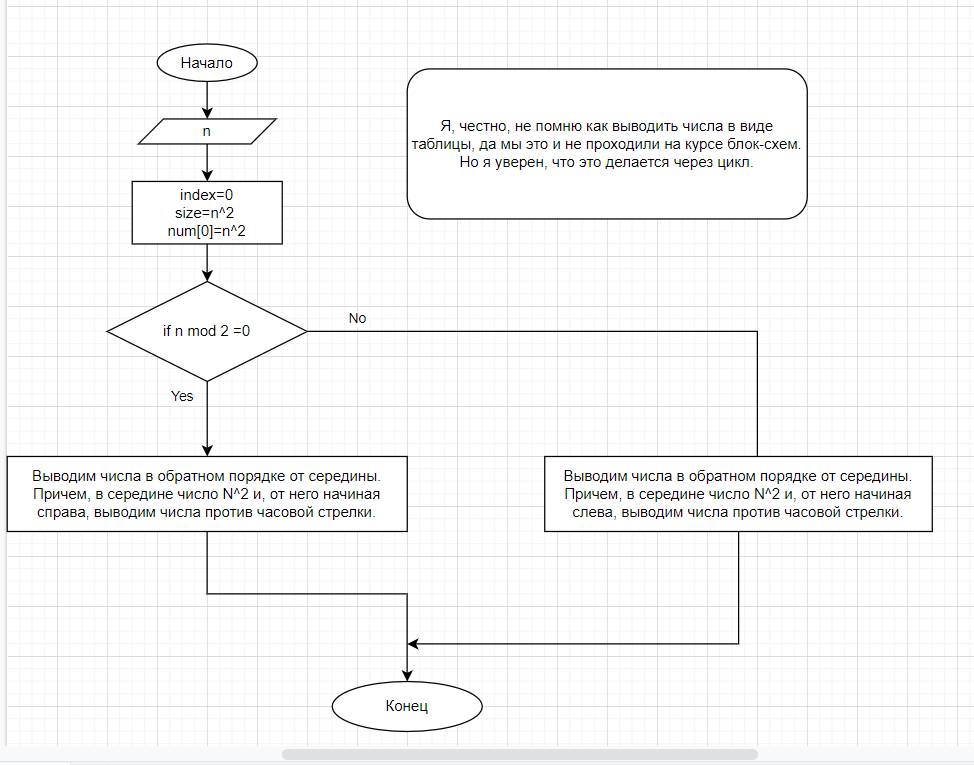 Начало
n
index=0
size=n^2
num[0]=n^2
Я, честно, не помню как выводить числа в виде
таблицы, да мы это и не проходили на курсе блок-схем.
Но я уверен, что это делается через цикл.
if n mod 2 =0
No
Yes
Выводим числа в обратном порядке от середины.
Причем, в середине число N^2 и, от него начиная
справа, выводим числа против часовой стрелки.
Выводим числа в обратном порядке от середины.
Причем, в середине число N^2 и, от него начиная
слева, выводим числа против часовой стрелки.
Конец